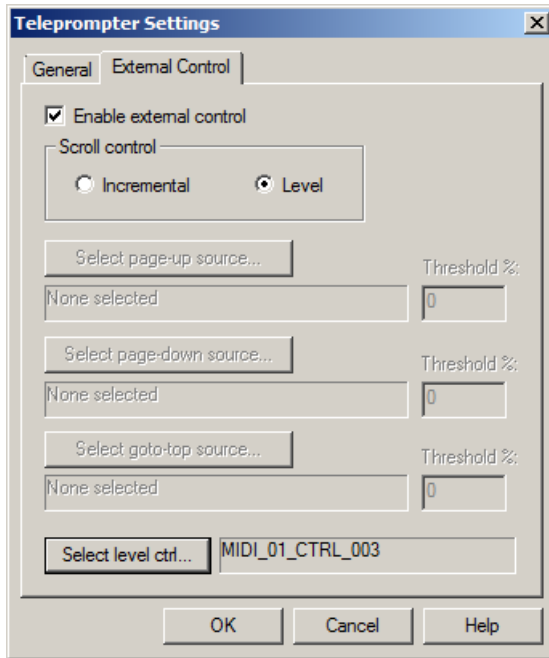 Teleprompter Settings
General External Control
Enable external control
Scroll control
Incremental Level
Select page-up source... Threshold %:
None selected 0
Select page-down source... Threshold %:
None selected 0
Select goto-top source... Threshold %:
None selected 0
Select level ctrl... MIDI_01_CTRL_003
OK Cancel Help